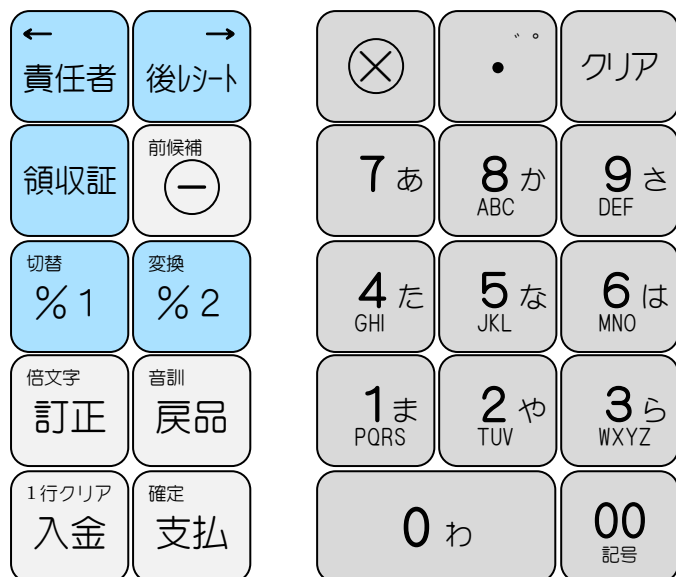 ←
責任者
→
後レシート
⊗
・ ゛゜
クリア
領収証
前候補
⊖
7 あ
8 か
ABC
9 さ
DEF
切替
%1
変換
%2
4 た
GHI
5 な
JKL
6 は
MNO
倍文字
訂正
音訓
戻品
1 ま
PQRS
2 や
TUV
3 ら
WXYZ
1行クリア
入金
確定
支払
0 わ
00
記号